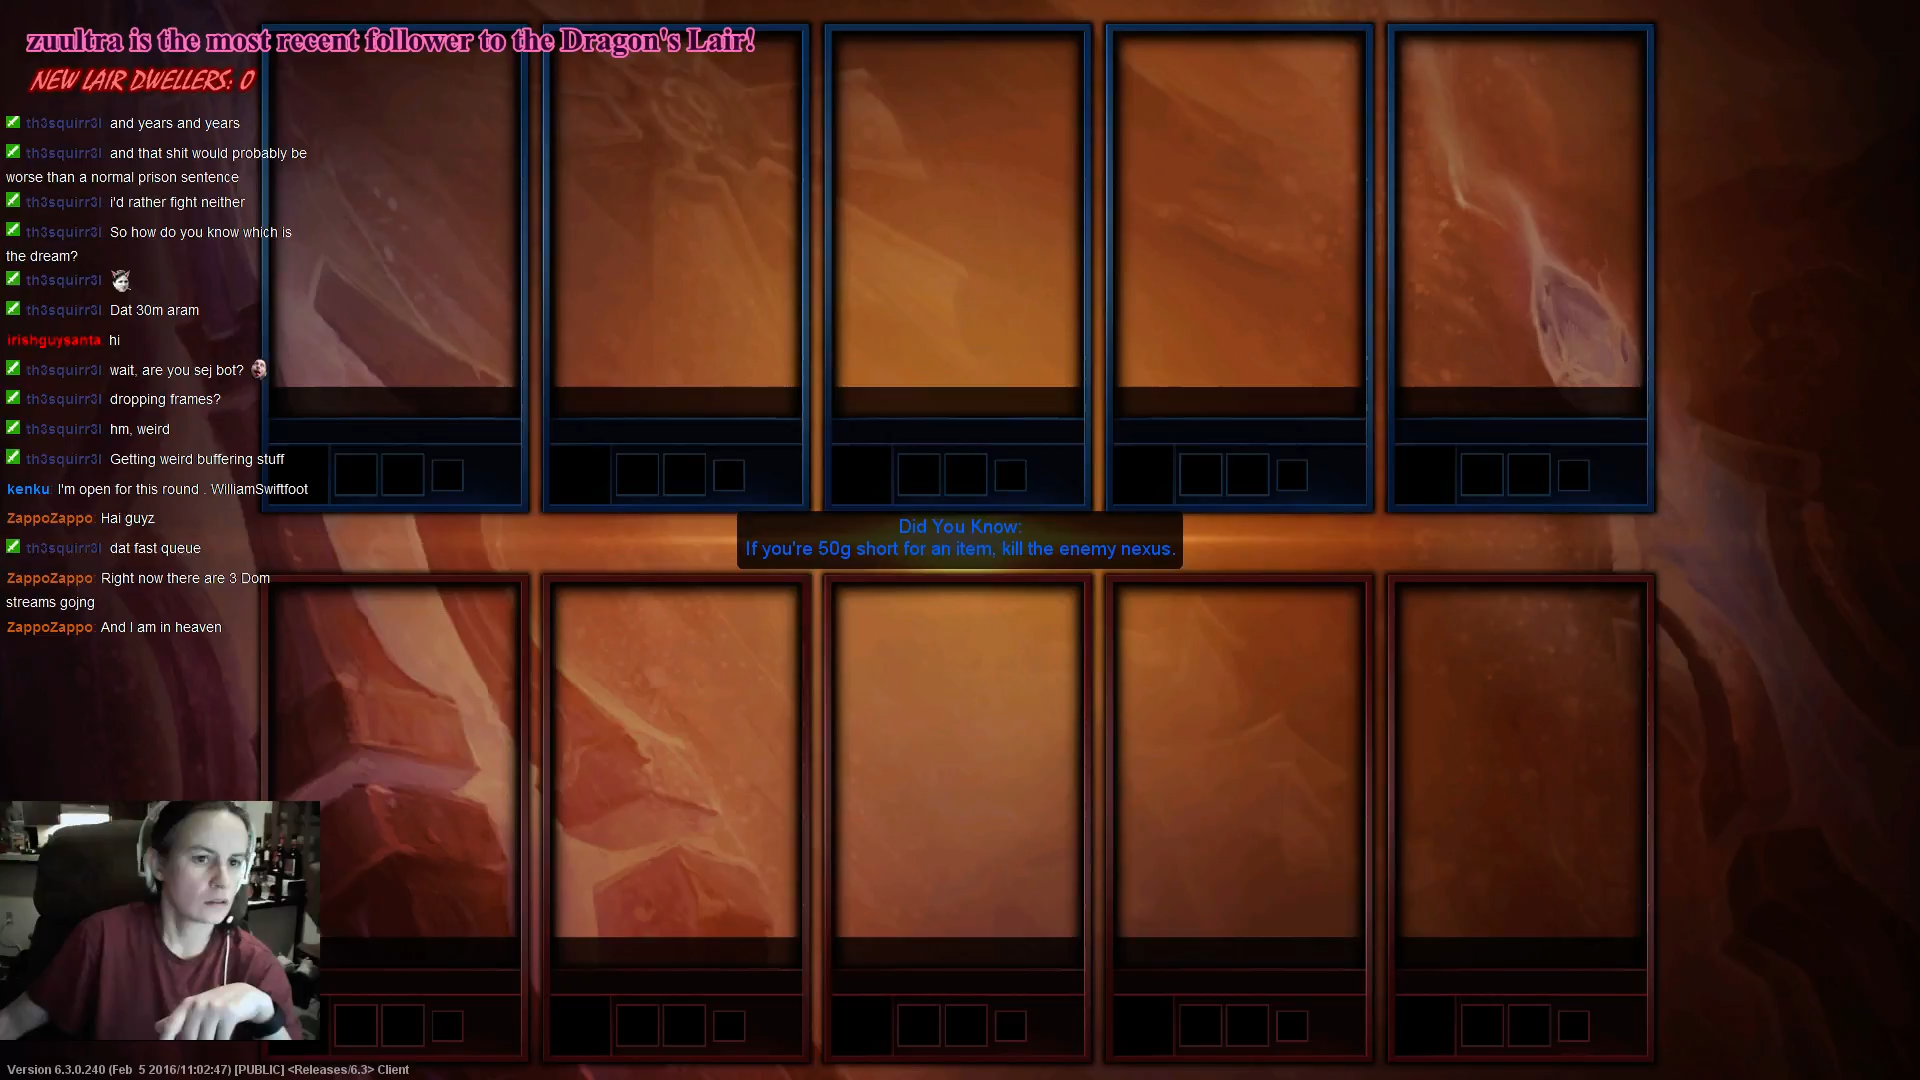 zuultra is the most recent follower to the Dragon's Lair!
NEW LAIR DWELLERS: 0
th3squirr3l and years and years
th3squirr3l and that shit would probably be
worse than a normal prison sentence
th3squirr3l i'd rather fight neither
th3squirr3l So how do you know which is
the dream?
th3squirr3l
th3squirr3l Dat 30m aram
irishguysanta: hi
th3squirr3l wait, are you sej bot?
th3squirr3l dropping frames?
th3squirr3l hm, weird
th3squirr3l Getting weird buffering stuff
kenku: I'm open for this round . WilliamSwiftfoot
ZappoZappo: Hai guyz
th3squirr3l dat fast queue
ZappoZappo: Right now there are 3 Dom
streams gojng
ZappoZappo: And I am in heaven
Did You Know:
If you're 50g short for an item, kill the enemy nexus.
Version 6.3.0.240 (Feb 5 2016/11:02:47) [PUBLIC] <Releases/6.3> Client